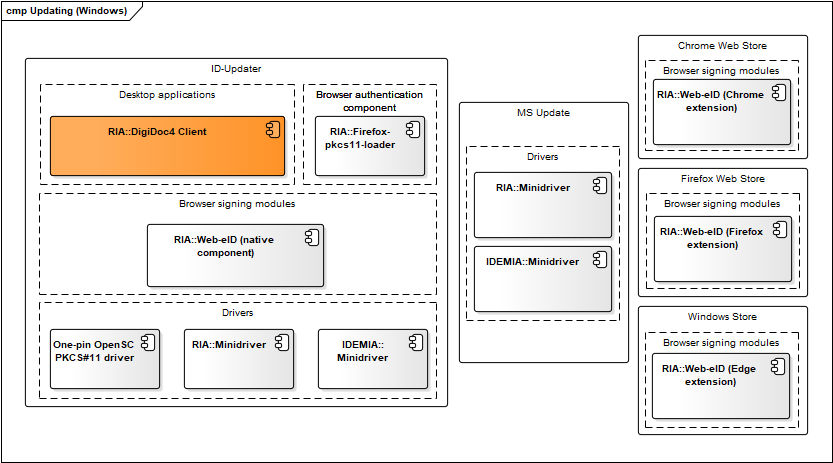 cmp Updating (Windows)
ID-Updater
Desktop applications
RIA::DigiDoc4 Client
Browser authentication
component
RIA::Firefox-
pkcs11-loader
Browser signing modules
RIA::Web-eID (native
component)
Drivers
One-pin OpenSC
PKCS#11 driver
RIA::Minidriver
IDEMIA::
Minidriver
MS Update
Drivers
RIA::Minidriver
IDEMIA::Minidriver
Chrome Web Store
Browser signing modules
RIA::Web-eID (Chrome
extension)
Firefox Web Store
Browser signing modules
RIA::Web-eID (Firefox
extension)
Windows Store
Browser signing modules
RIA::Web-eID (Edge
extension)